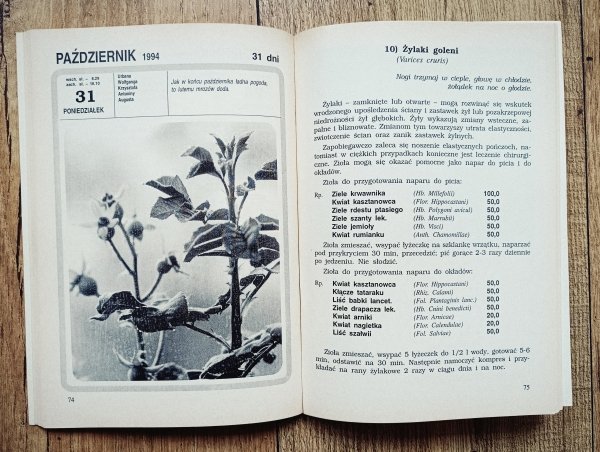 PAŹDZIERNIK 1994
31 dni
wsch. sł. – 6.29
zach. sł. – 16.10
31
PONIEDZIAŁEK
Urbana
Wolfganga
Krzysztofa
Antoniny
Augusta
Jak w końcu października ładna pogoda,
to lutemu mrozów doda.
74
10) Żylaki goleni
(Varices cruris)
Nogi trzymaj w cieple, głowę w chłodzie,
żołądek na noc o głodzie.
Żylaki – zamknięte lub otwarte – mogą rozwinąć się wskutek
wrodzonego upośledzenia ściany i zastawek żył lub pozakrzepowej
niedrożności żył głębokich. Żyły wykazują zmiany wsteczne, za-
palne i bliznowate. Zmianom tym towarzyszy utrata elastyczności,
zwiotczenie ścian oraz zanik zastawek żylnych.
Zapobiegawczo zaleca się noszenie elastycznych pończoch, na-
tomiast w ciężkich przypadkach konieczne jest leczenie chirurgi-
czne. Zioła mogą się okazać pomocne jako napar do picia i do
okładów.
Zioła do przygotowania naparu do picia:
Rp. Ziele krwawnika (Hb. Millefolii) 100,0
Kwiat kasztanowca (Flor. Hippocastani) 50,0
Ziele rdestu ptasiego (Hb. Polygoni avicul) 50,0
Ziele szanty lek. (Hb. Marrubii) 50,0
Ziele jemioły (Hb. Visci) 50,0
Kwiat rumianku (Anth. Chamomillae) 50,0
Zioła zmieszać, wsypać łyżeczkę na szklankę wrzątku, naparzać
pod przykryciem 30 min, przecedzić; pić gorące 2-3 razy dziennie
po jedzeniu. Nie słodzić.
Zioła do przygotowania naparu do okładów:
Rp. Kwiat kasztanowca (Flor. Hippocastani) 50,0
Kłącze tataraku (Rhiz. Calami) 50,0
Liść babki lancet. (Fol. Plantaginis lanc.) 50,0
Ziele drapacza lek. (Hb. Cnini benedicti) 50,0
Kwiat arniki (Flor. Arnicae) 20,0
Kwiat nagietka (Flor. Calendulae) 20,0
Liść szałwii (Fol. Salviae) 50,0
Zioła zmieszać, wsypać 5 łyżeczek do 1/2 l wody, gotować 5-6
min, odstawić na 30 min. Następnie namoczyć kompres i przy-
kładać na rany żylakowe 2 razy w ciągu dnia i na noc.
75